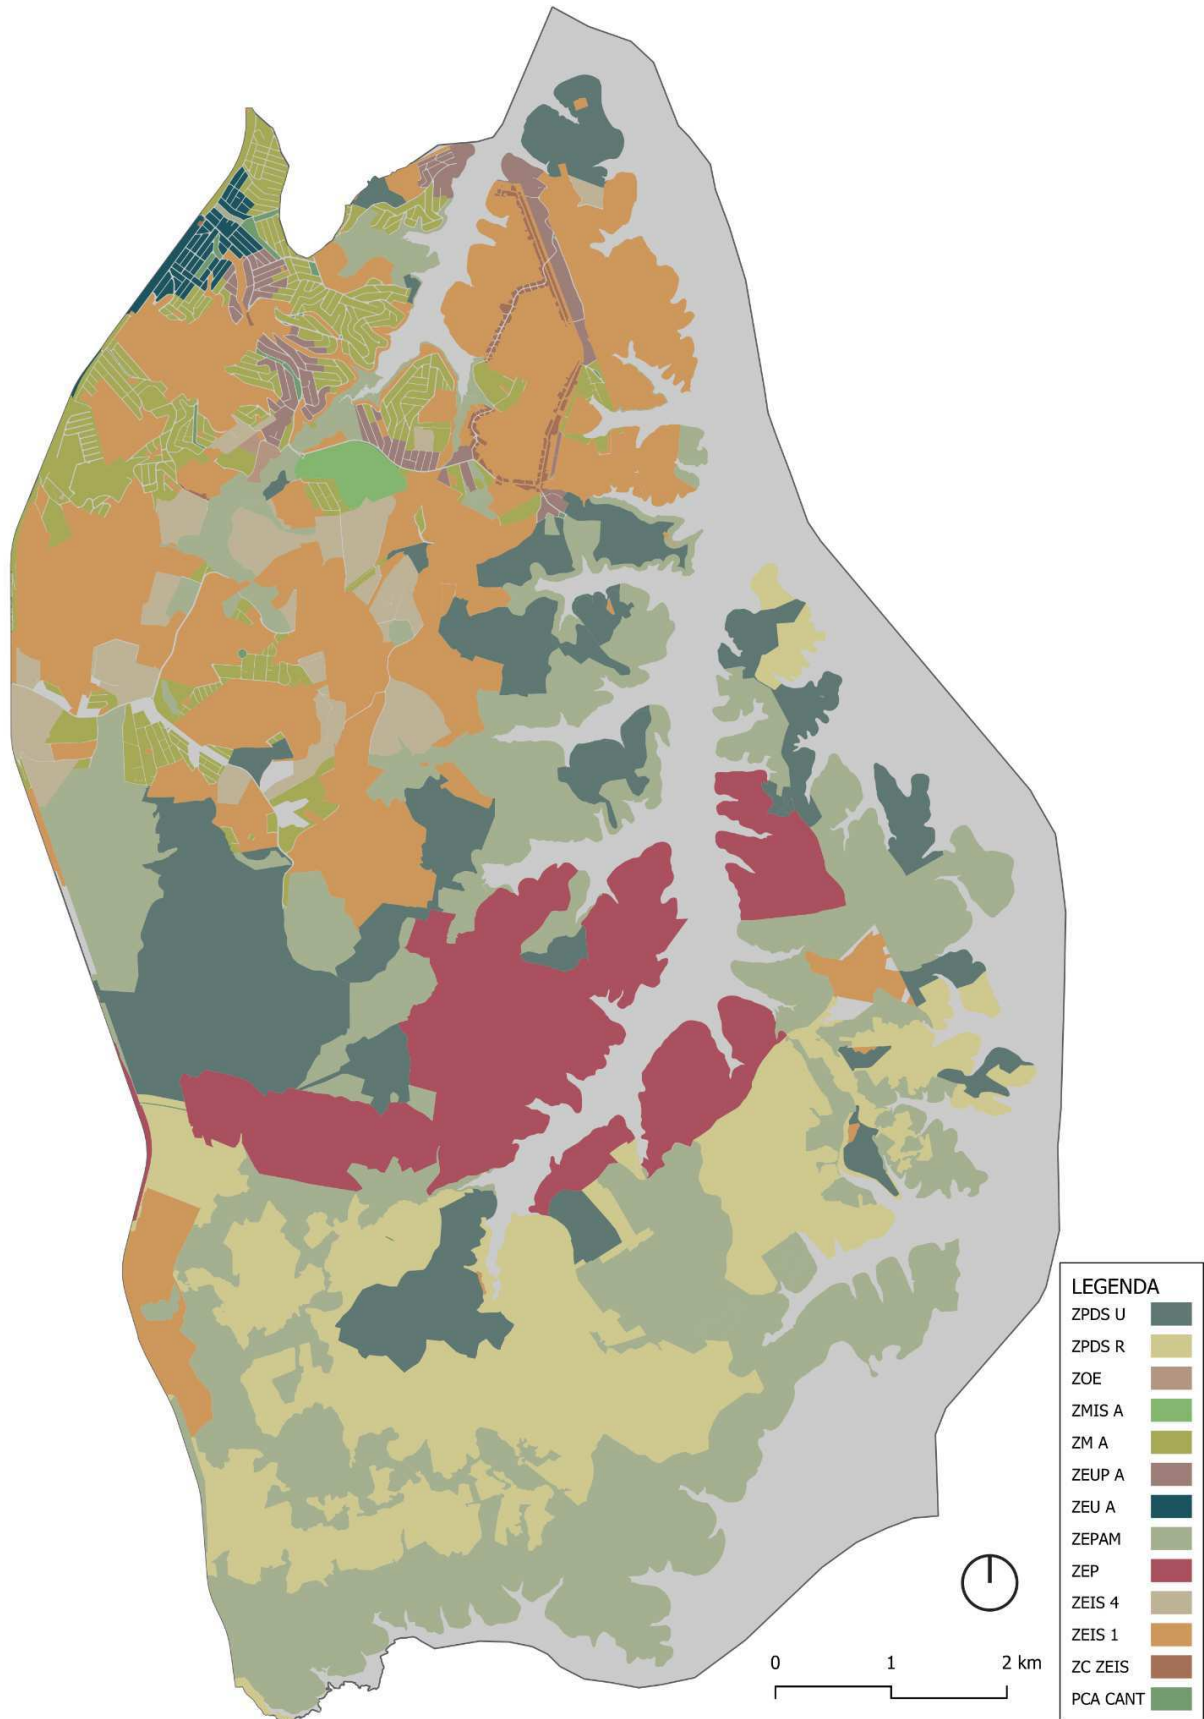 LEGENDA
ZPDS U
ZPDS R
ZOE
ZMIS A
ZM A
ZEUP A
ZEU A
ZEPAM
ZEP
ZEIS 4
ZEIS 1
ZC ZEIS
PCA CANT
0 1 2 km